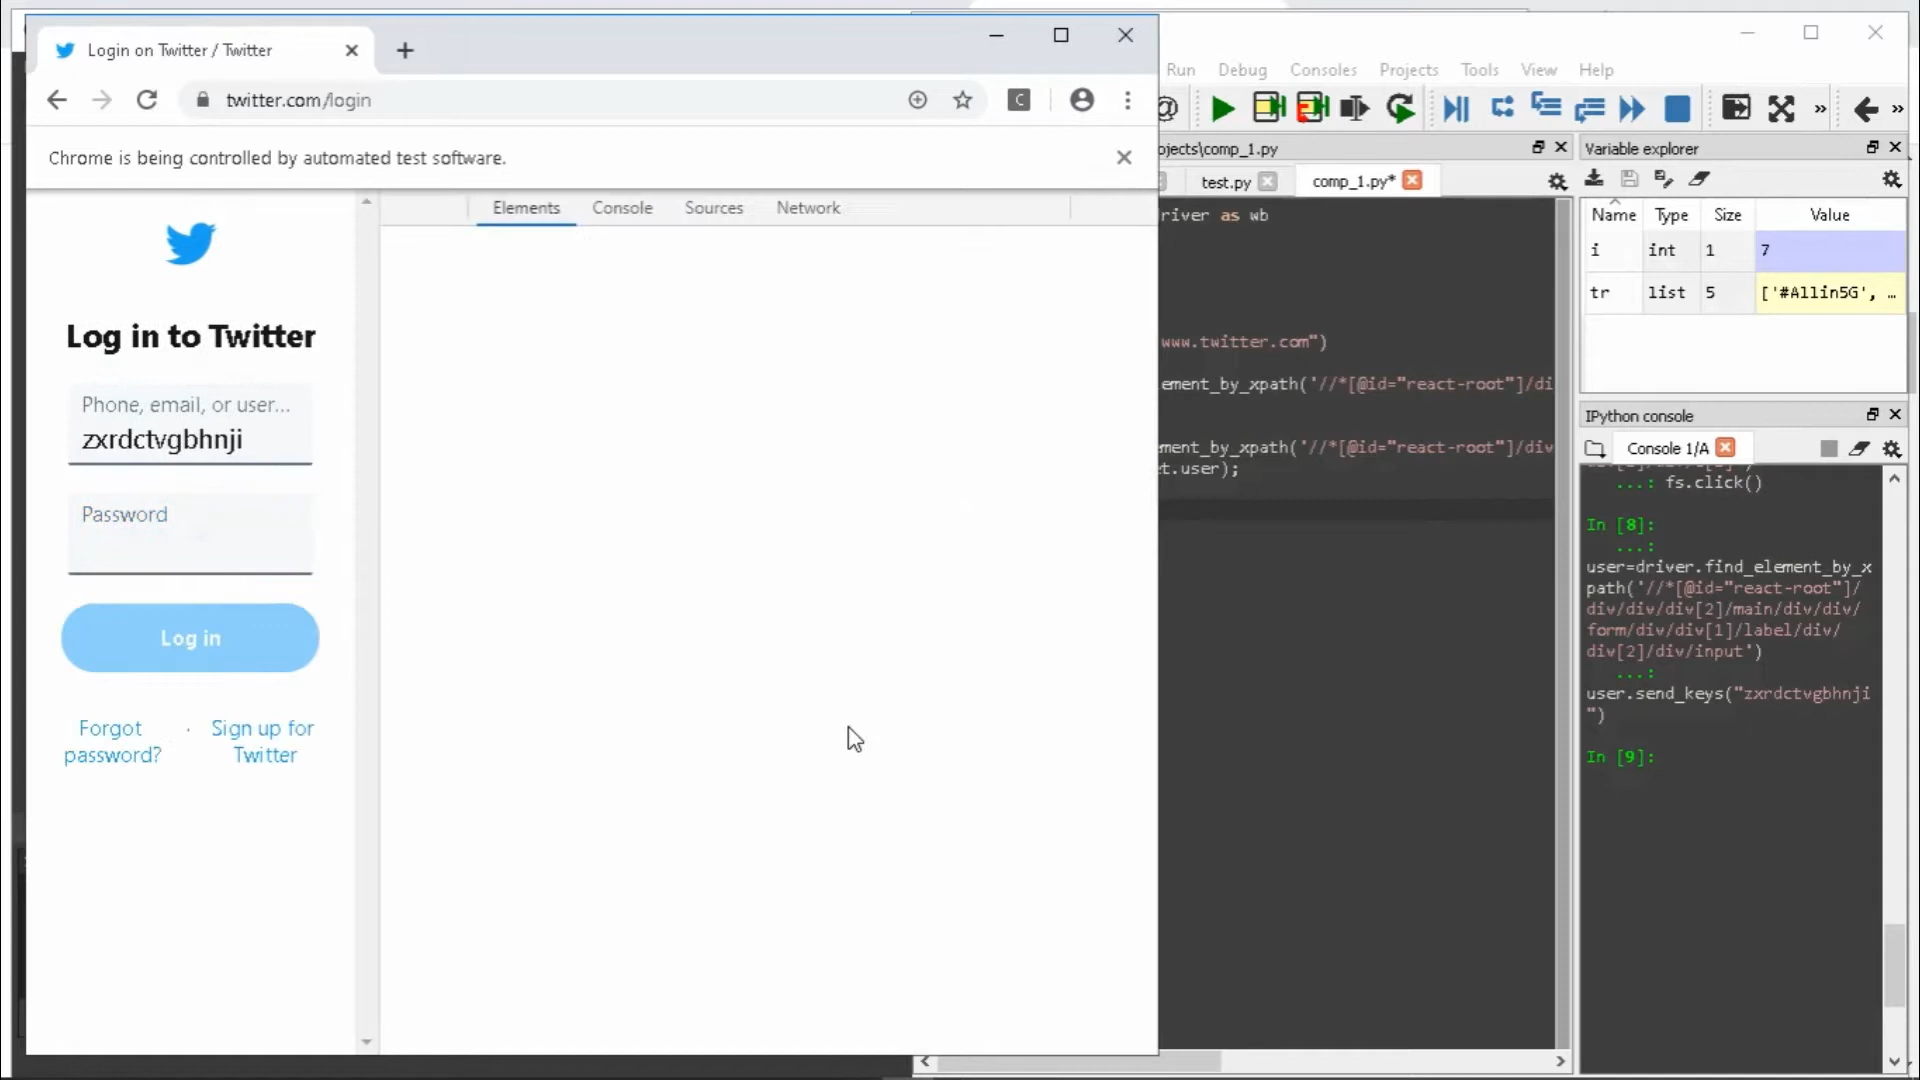 Login on Twitter / Twitter
twitter.com/login
C
Chrome is being controlled by automated test software.
Log in to Twitter
Phone, email, or user...
zxrdctvgbhnji
Password
Log in
Forgot password?
·
Sign up for Twitter
Elements Console Sources Network
Run Debug Consoles Projects Tools View Help
@
ojects\comp_1.py
test.py
comp_1.py*
river as wb
www.twitter.com")
ement_by_xpath('//*[@id="react-root"]/di
ment_by_xpath('//*[@id="react-root"]/div
t.user);
Variable explorer
Name Type Size Value
i int 1 7
tr list 5 ['#Allin5G', …
IPython console
Console 1/A
...: fs.click()
In [8]:
...:
user=driver.find_element_by_x
path('//*[@id="react-root"]/
div/div/div[2]/main/div/div/
form/div/div[1]/label/div/
div[2]/div/input')
...:
user.send_keys("zxrdctvgbhnji
")
In [9]: